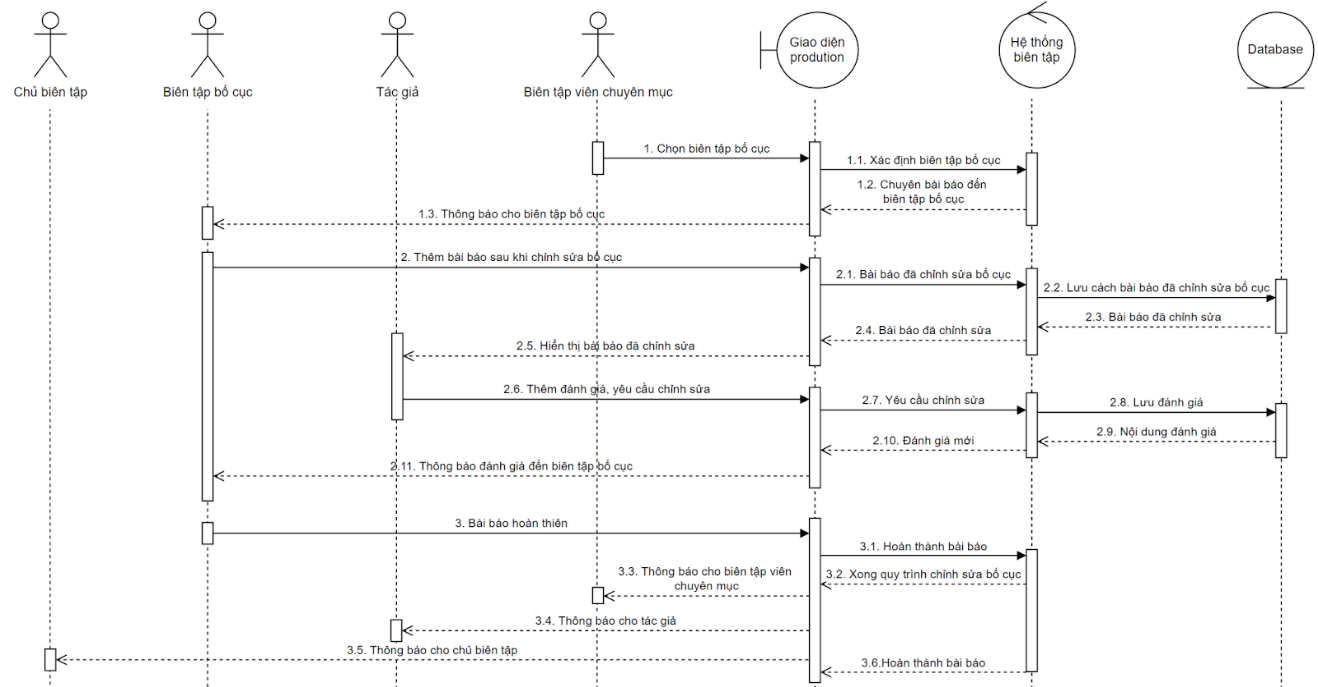 Giao diện
prodution
Hệ thống
biên tập
Database
Chủ biên tập
Biên tập bố cục
Tác giả
Biên tập viên chuyên mục
1. Chọn biên tập bố cục
1.1. Xác định biên tập bố cục
1.2. Chuyên bài báo đến
biên tập bố cục
1.3. Thông báo cho biên tập bố cục
2. Thêm bài báo sau khi chỉnh sửa bố cục
2.1. Bài báo đã chỉnh sửa bố cục
2.2. Lưu cách bài báo đã chỉnh sửa bố cục
2.3. Bài báo đã chỉnh sửa
2.4. Bài báo đã chỉnh sửa
2.5. Hiển thị bài báo đã chỉnh sửa
2.6. Thêm đánh giá, yêu cầu chỉnh sửa
2.7. Yêu cầu chỉnh sửa
2.8. Lưu đánh giá
2.9. Nội dung đánh giá
2.10. Đánh giá mới
2.11. Thông báo đánh giá đến biên tập bố cục
3. Bài báo hoàn thiên
3.1. Hoàn thành bài báo
3.2. Xong quy trình chỉnh sửa bố cục
3.3. Thông báo cho biên tập viên
chuyên mục
3.4. Thông báo cho tác giả
3.5. Thông báo cho chủ biên tập
3.6.Hoàn thành bài báo